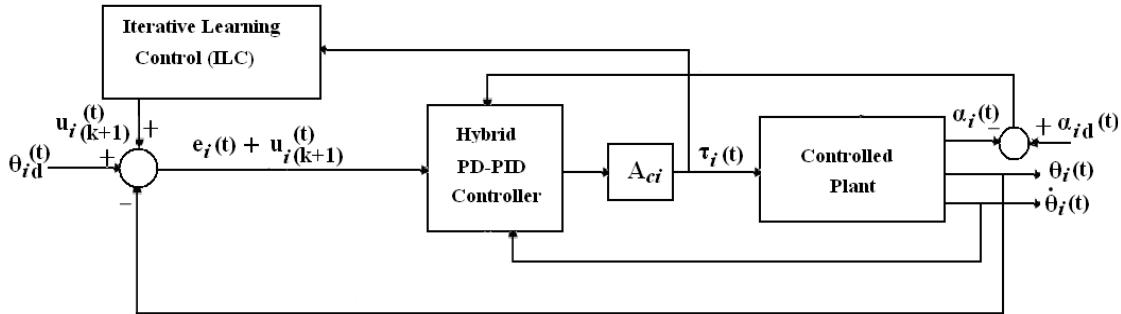 Iterative Learning
Control (ILC)
u_i(k+1)^(t)
+
θ_id^(t)
+
−
e_i(t) + u_i(k+1)^(t)
Hybrid
PD-PID
Controller
A_ci
τ_i(t)
Controlled
Plant
α_i(t)
−
+ α_id(t)
θ_i(t)
θ̇_i(t)